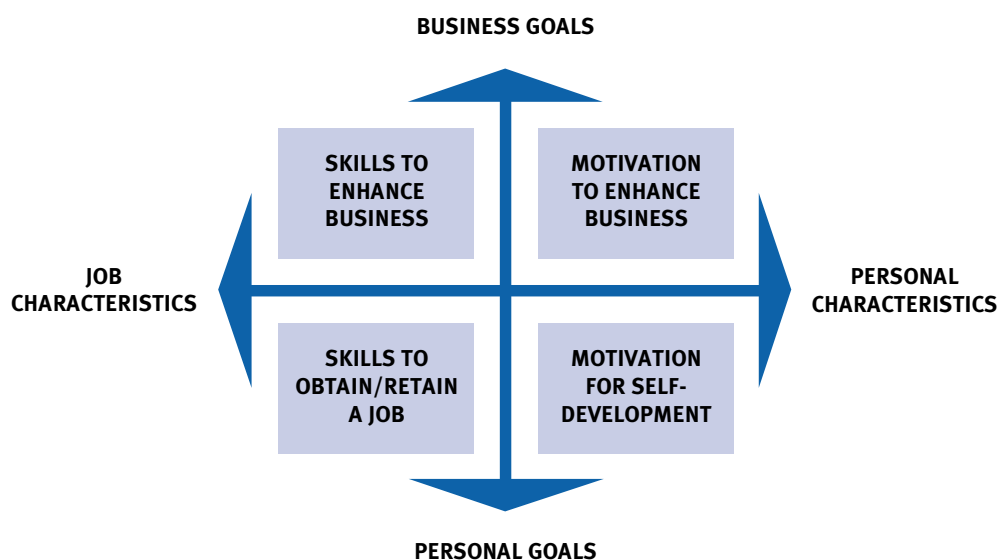 BUSINESS GOALS
SKILLS TO
ENHANCE
BUSINESS
MOTIVATION
TO ENHANCE
BUSINESS
JOB
CHARACTERISTICS
PERSONAL
CHARACTERISTICS
SKILLS TO
OBTAIN/RETAIN
A JOB
MOTIVATION
FOR SELF-
DEVELOPMENT
PERSONAL GOALS